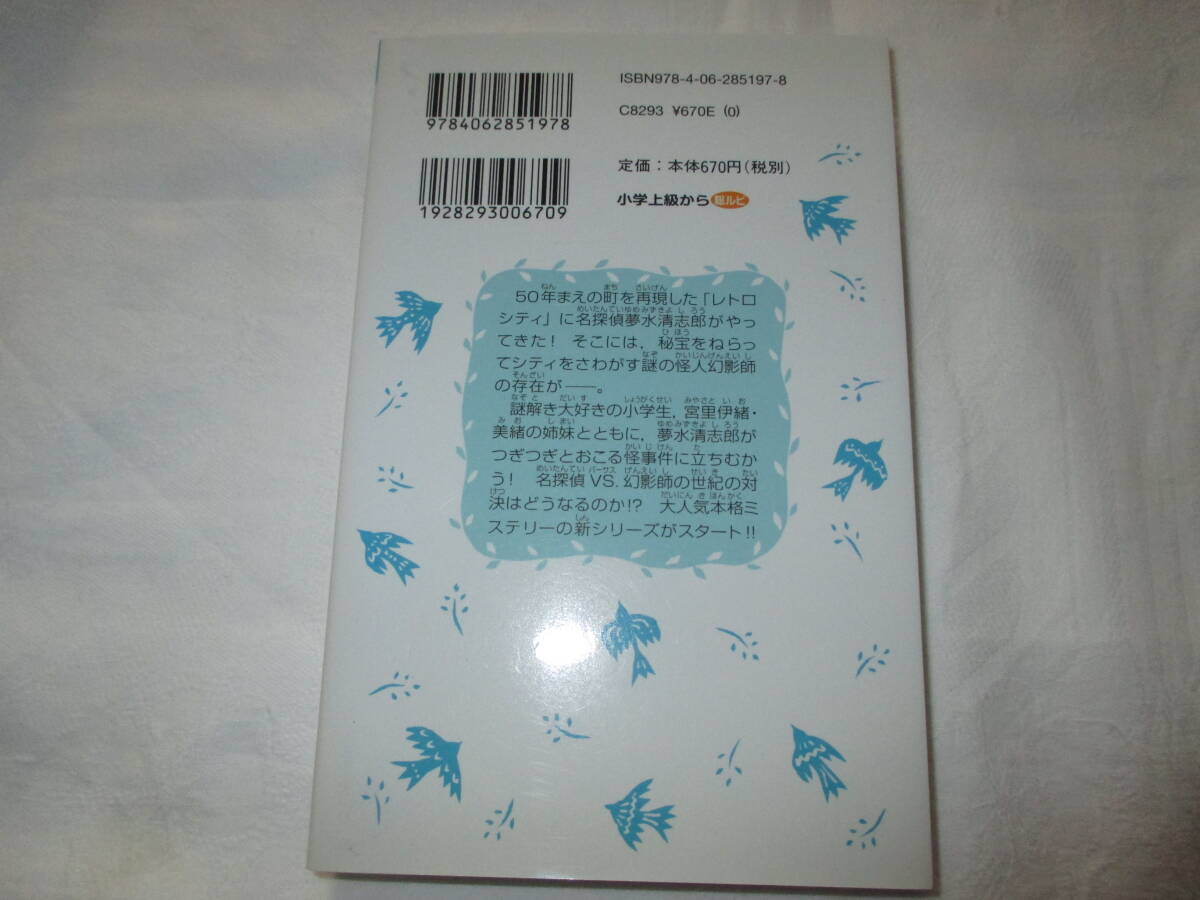 ISBN978-4-06-285197-8
9784062851978
C8293 ¥670E (0)
定価：本体670円（税別）
1928293006709
小学上級から 総ルビ
50年まえの町を再現した「レトロ
シティ」に名探偵夢水清志郎がやっ
てきた！ そこには，秘宝をねらっ
てシティをさわがす謎の怪人幻影師
の存在が――。
謎解き大好きの小学生，宮里伊緒・
美緒の姉妹とともに，夢水清志郎が
つぎつぎとおこる怪事件に立ちむか
う！ 名探偵VS.幻影師の世紀の対
決はどうなるのか!? 大人気本格ミ
ステリーの新シリーズがスタート!!